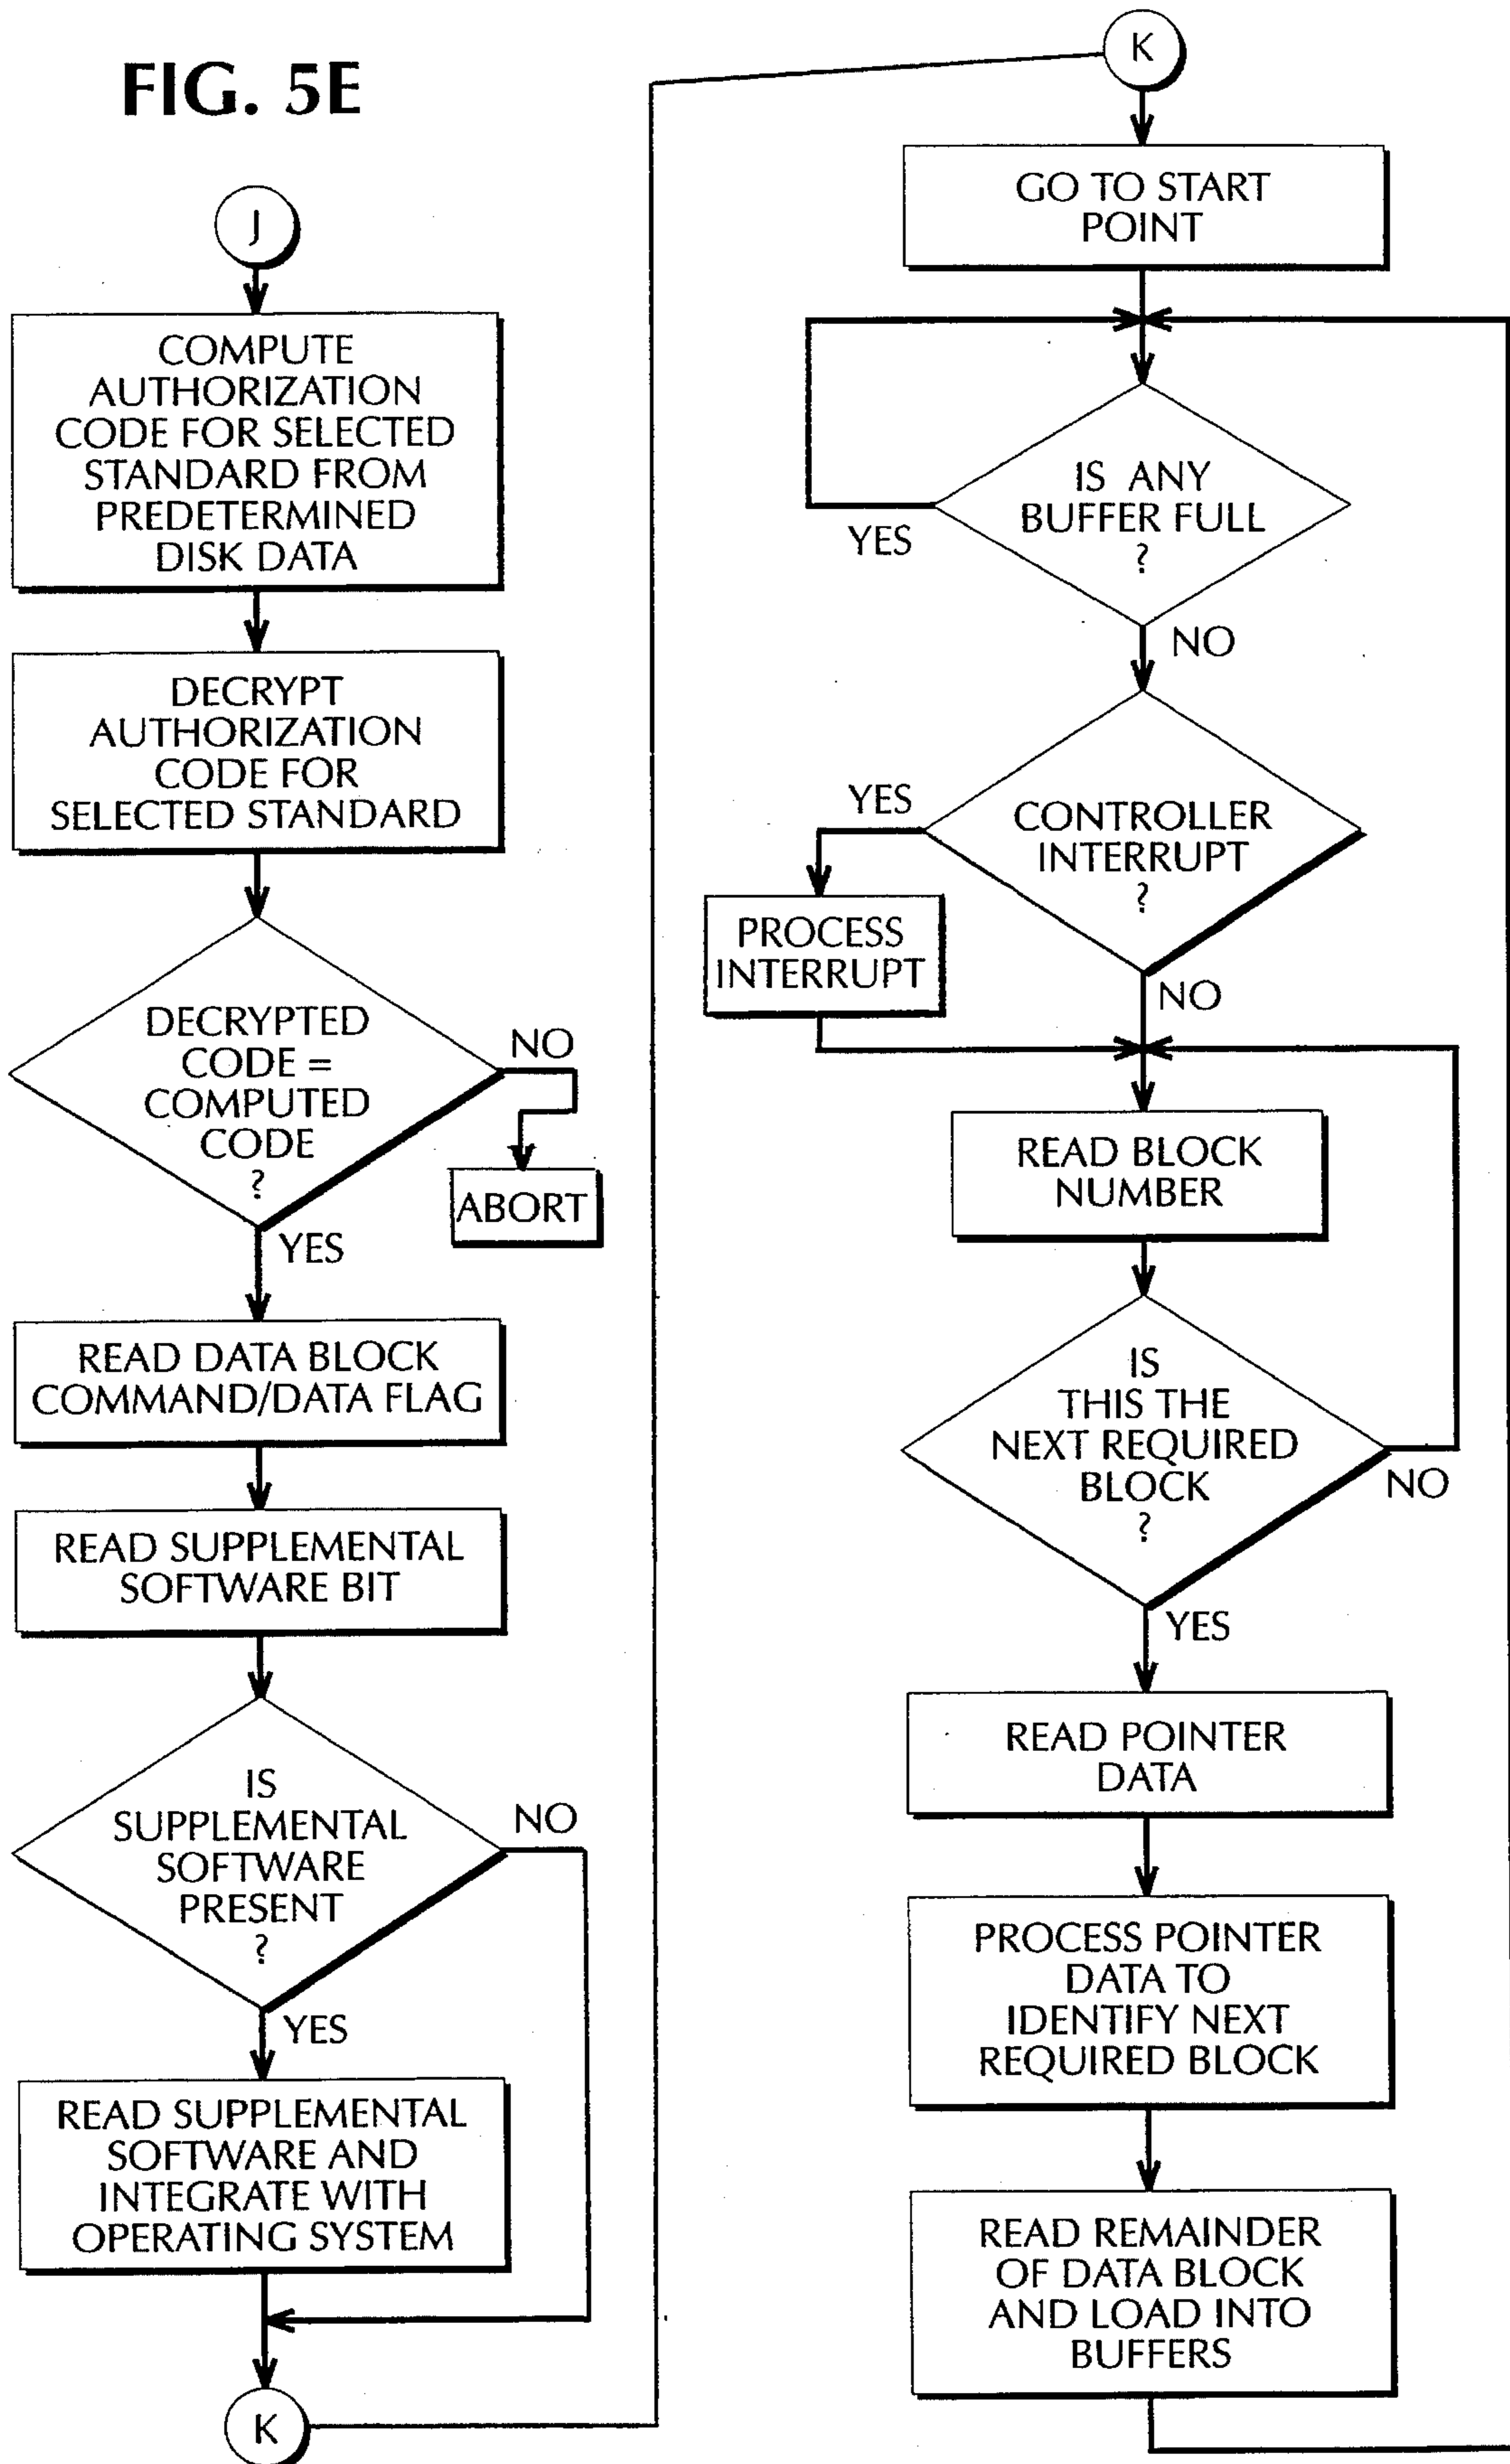 FIG. 5E
J
COMPUTE
AUTHORIZATION
CODE FOR SELECTED
STANDARD FROM
PREDETERMINED
DISK DATA
DECRYPT
AUTHORIZATION
CODE FOR
SELECTED STANDARD
DECRYPTED
CODE =
COMPUTED
CODE
?
NO
ABORT
YES
READ DATA BLOCK
COMMAND/DATA FLAG
READ SUPPLEMENTAL
SOFTWARE BIT
IS
SUPPLEMENTAL
SOFTWARE
PRESENT
?
NO
YES
READ SUPPLEMENTAL
SOFTWARE AND
INTEGRATE WITH
OPERATING SYSTEM
K
K
GO TO START
POINT
IS ANY
BUFFER FULL
?
YES
NO
CONTROLLER
INTERRUPT
?
YES
PROCESS
INTERRUPT
NO
READ BLOCK
NUMBER
IS
THIS THE
NEXT REQUIRED
BLOCK
?
NO
YES
READ POINTER
DATA
PROCESS POINTER
DATA TO
IDENTIFY NEXT
REQUIRED BLOCK
READ REMAINDER
OF DATA BLOCK
AND LOAD INTO
BUFFERS